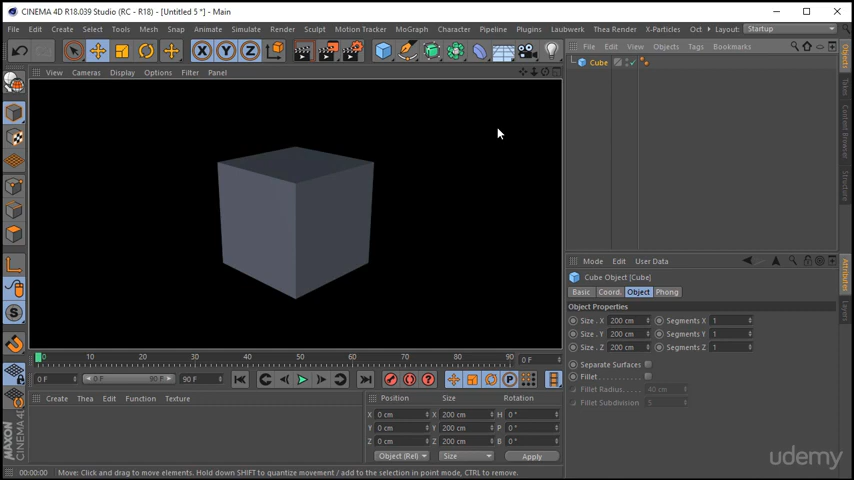 CINEMA 4D R18.039 Studio (RC - R18) - [Untitled 5 *] - Main
File Edit Create Select Tools Mesh Snap Animate Simulate Render Sculpt Motion Tracker MoGraph Character Pipeline Plugins Laubwerk Thea Render X-Particles Oct Layout: Startup
X Y Z
File Edit View Objects Tags Bookmarks
View Cameras Display Options Filter Panel
Cube
Objects
Takes
Content Browser
Structure
Mode Edit User Data
Cube Object [Cube]
Basic Coord. Object Phong
Object Properties
Size . X 200 cm Segments X 1
Size . Y 200 cm Segments Y 1
Size . Z 200 cm Segments Z 1
Separate Surfaces
Fillet
Fillet Radius 40 cm
Fillet Subdivision 5
Attributes
Layers
0 10 20 30 40 50 60 70 80 90 0 F
0 F 0 F 90 F 90 F
Create Thea Edit Function Texture
Position Size Rotation
X 0 cm X 200 cm H 0 °
Y 0 cm Y 200 cm P 0 °
Z 0 cm Z 200 cm B 0 °
Object (Rel) Size Apply
MAXON CINEMA 4D
00:00:00 Move: Click and drag to move elements. Hold down SHIFT to quantize movement / add to the selection in point mode, CTRL to remove.
udemy